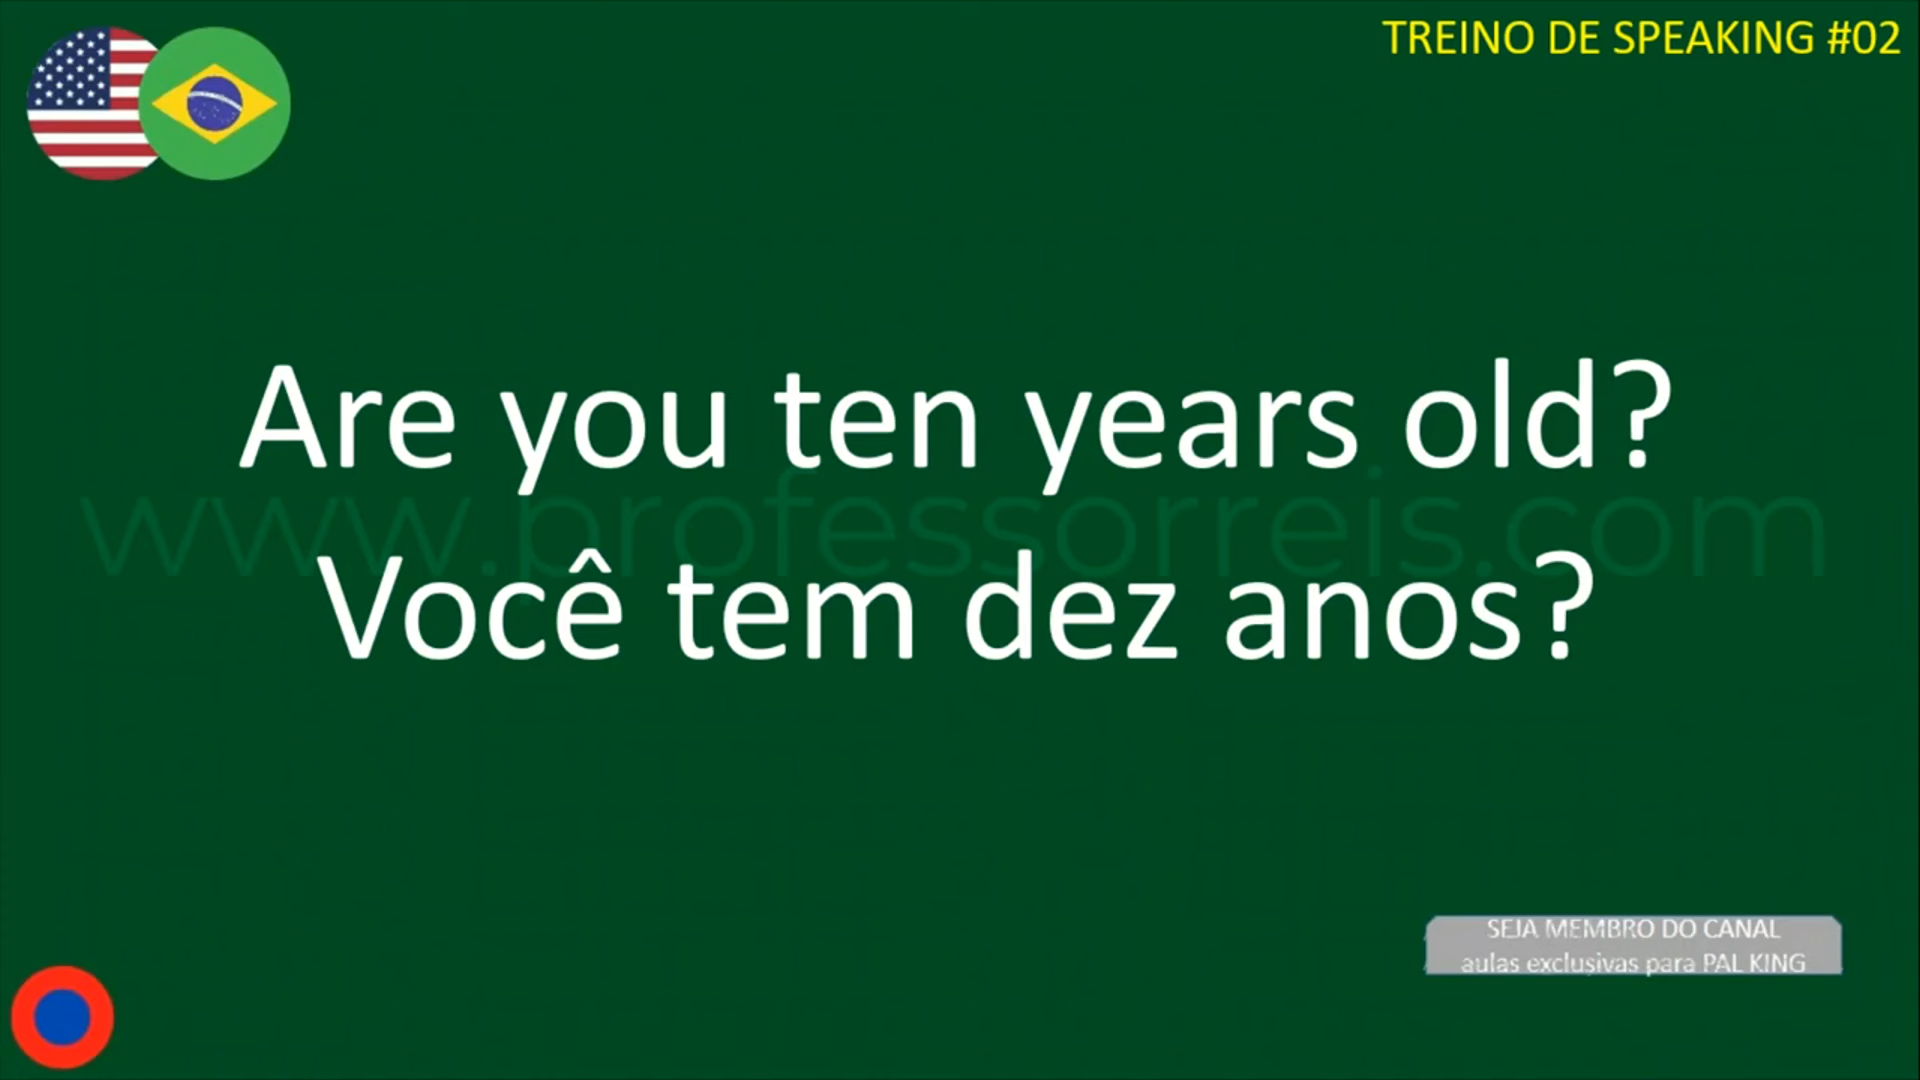 TREINO DE SPEAKING #02
Are you ten years old?
www.professorreis.com
Você tem dez anos?
SEJA MEMBRO DO CANAL
aulas exclusivas para PAL KING